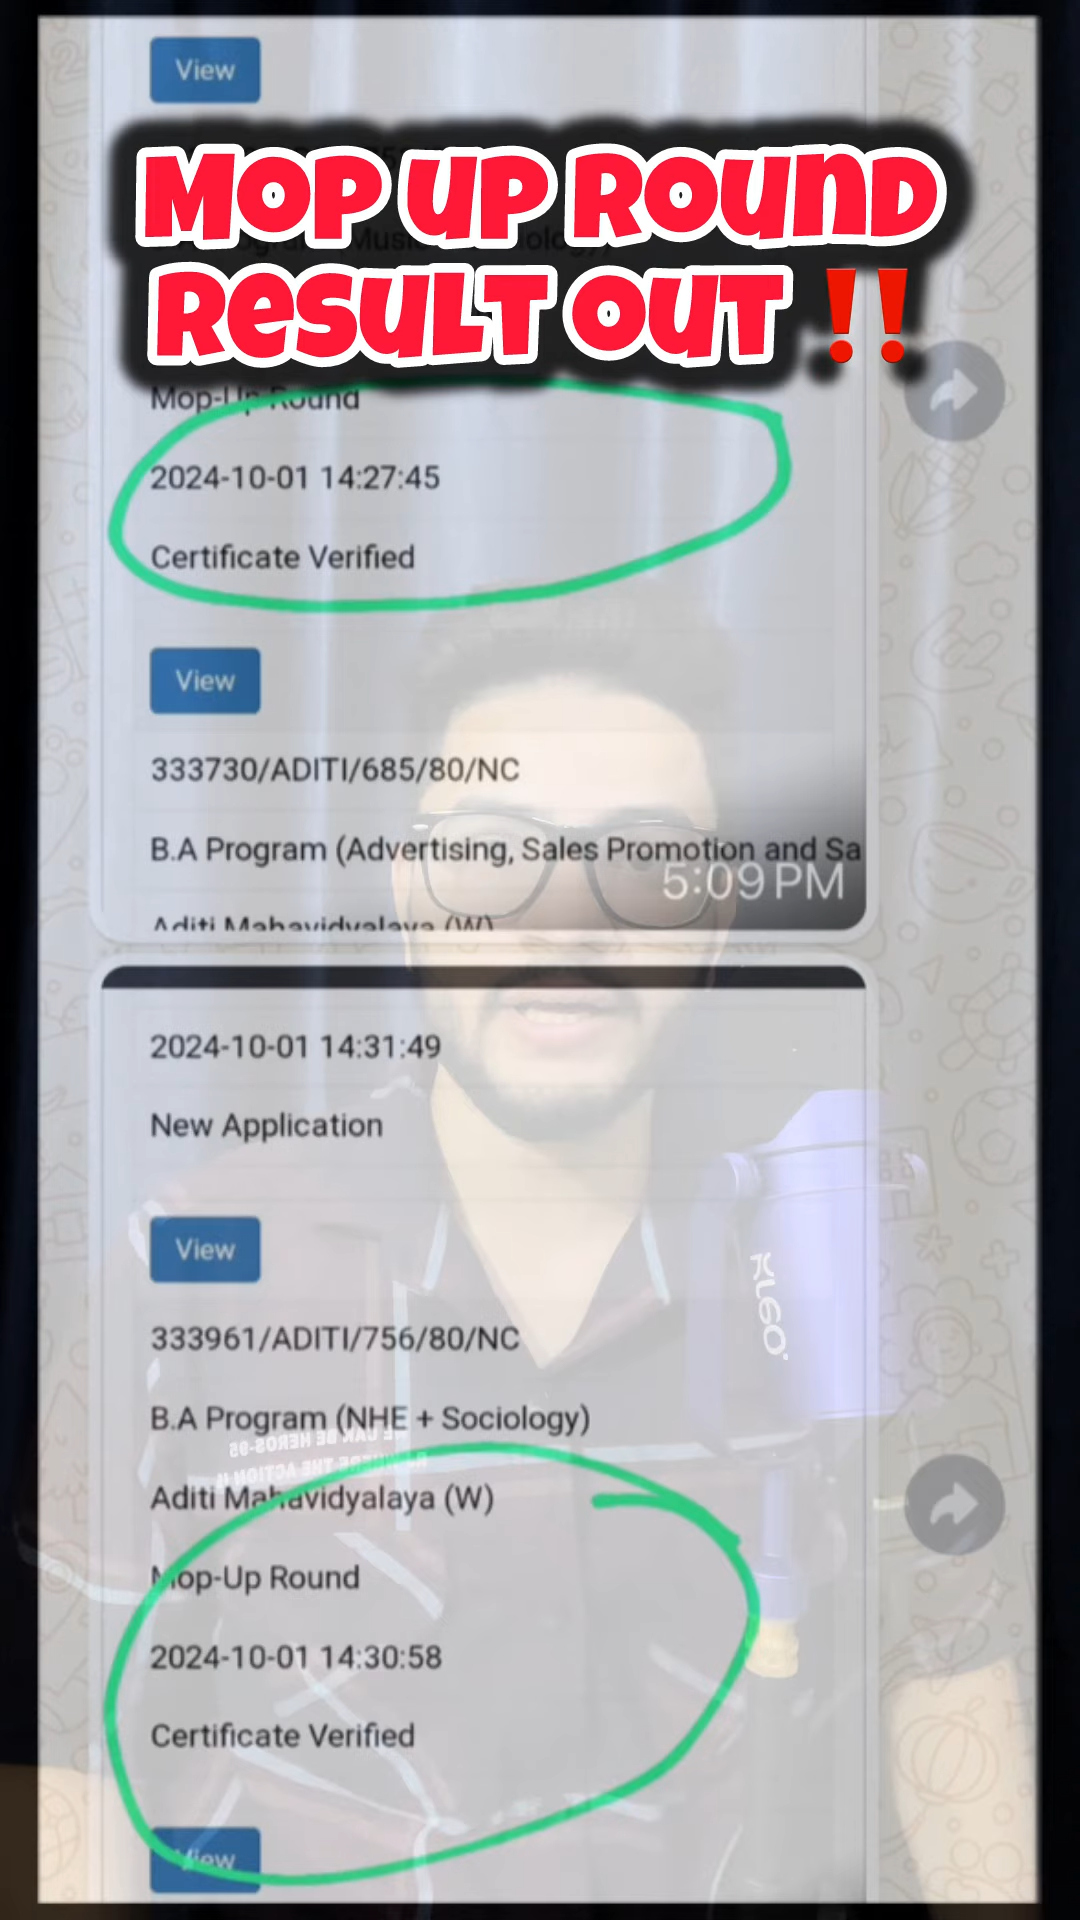 View
MOP UP ROUND
RESULT OUT ‼️
Mop-Up Round
2024-10-01 14:27:45
Certificate Verified
View
333730/ADITI/685/80/NC
B.A Program (Advertising, Sales Promotion and Sa
5:09 PM
Aditi Mahavidyalaya (W)
2024-10-01 14:31:49
New Application
View
333961/ADITI/756/80/NC
B.A Program (NHE + Sociology)
Aditi Mahavidyalaya (W)
Mop-Up Round
2024-10-01 14:30:58
Certificate Verified
View